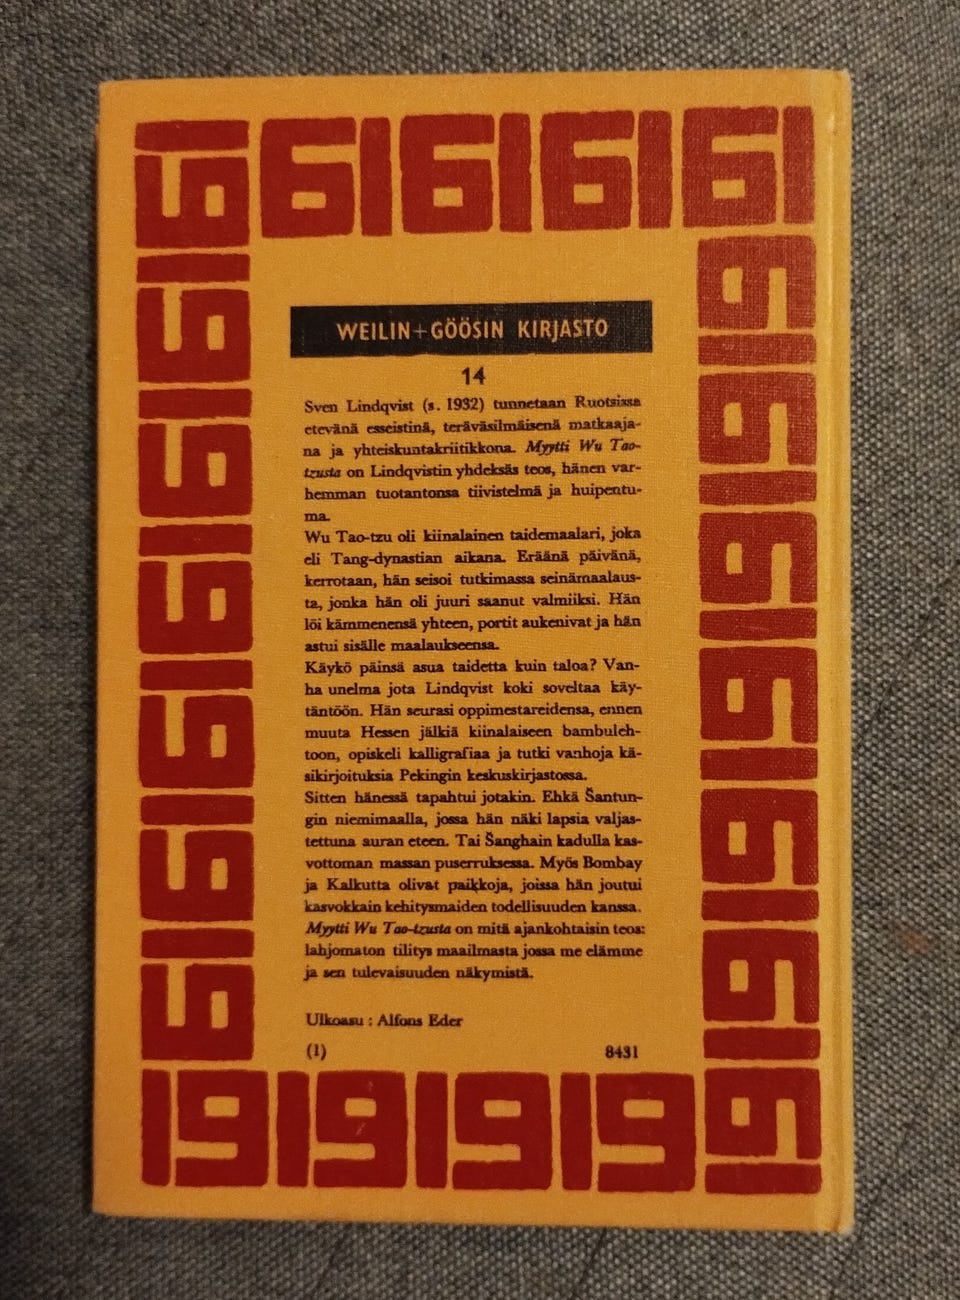 WEILIN+GÖÖSIN KIRJASTO
14
Sven Lindqvist (s. 1932) tunnetaan Ruotsissa
etevänä esseistinä, teräväsilmäisenä matkaaja-
na ja yhteiskuntakriitikkona. Myytti Wu Tao-
tzusta on Lindqvistin yhdeksäs teos, hänen var-
hemman tuotantonsa tiivistelmä ja huipentu-
ma.
Wu Tao-tzu oli kiinalainen taidemaalari, joka
eli Tang-dynastian aikana. Eräänä päivänä,
kerrotaan, hän seisoi tutkimassa seinämaalaus-
ta, jonka hän oli juuri saanut valmiiksi. Hän
löi kämmenensä yhteen, portit aukenivat ja hän
astui sisälle maalaukseensa.
Käykö päinsä asua taidetta kuin taloa? Van-
ha unelma jota Lindqvist koki soveltaa käy-
täntöön. Hän seurasi oppimestareidensa, ennen
muuta Hessen jälkiä kiinalaiseen bambuleh-
toon, opiskeli kalligrafiaa ja tutki vanhoja kä-
sikirjoituksia Pekingin keskuskirjastossa.
Sitten hänessä tapahtui jotakin. Ehkä Šantun-
gin niemimaalla, jossa hän näki lapsia valjas-
tettuna auran eteen. Tai Šanghain kadulla kas-
vottoman massan puserruksessa. Myös Bombay
ja Kalkutta olivat paikkoja, joissa hän joutui
kasvokkain kehitysmaiden todellisuuden kanssa.
Myytti Wu Tao-tzusta on mitä ajankohtaisin teos:
lahjomaton tilitys maailmasta jossa me elämme
ja sen tulevaisuuden näkymistä.
Ulkoasu : Alfons Eder
(1) 8431